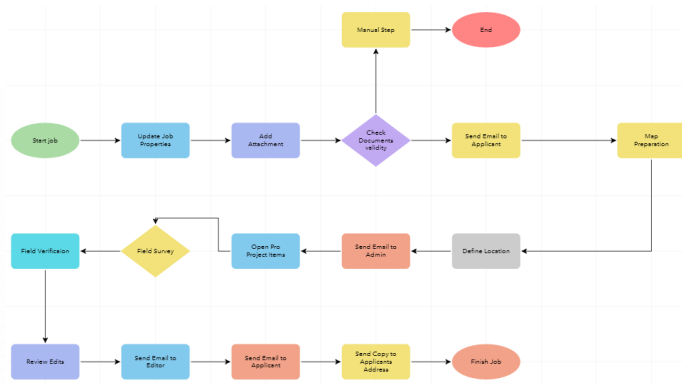 Manual Step
End
Start job
Update Job
Properties
Add
Attachment
Check
Documents
validity
Send Email to
Applicant
Map
Preparation
Field Verification
Field Survey
Open Pro
Project Items
Send Email to
Admin
Define Location
Review Edits
Send Email to
Editor
Send Email to
Applicant
Send Copy to
Applicants
Address
Finish Job